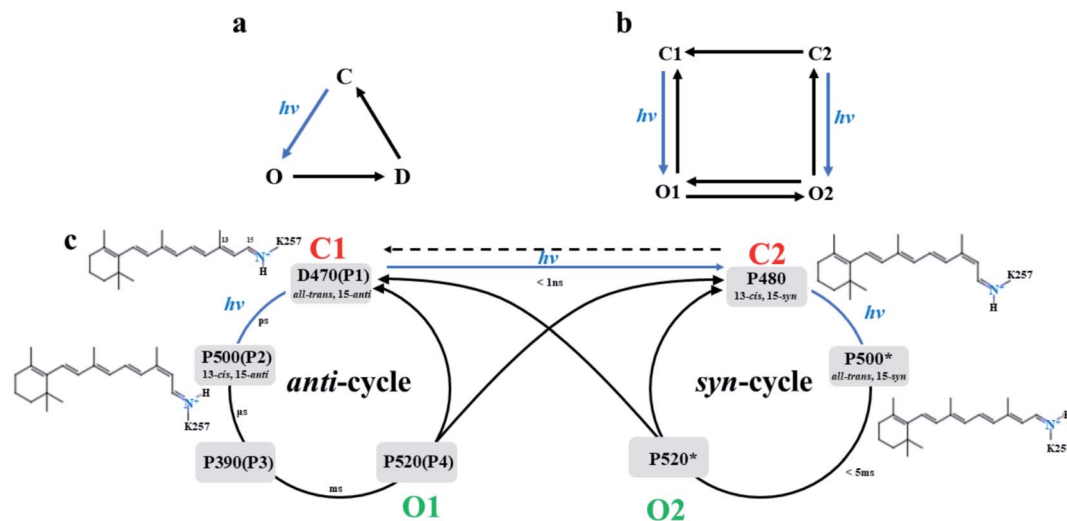 a
C
hν
O
D
b
C1
C2
hν
hν
O1
O2
c
13
15
K257
N+
H
C1
D470(P1)
all-trans, 15-anti
hν
< 1ns
C2
P480
13-cis, 15-syn
K257
N+
H
hν
ps
hν
P500(P2)
13-cis, 15-anti
H
N+
K257
anti-cycle
syn-cycle
P500*
all-trans, 15-syn
N+
K25
μs
P390(P3)
ms
P520(P4)
O1
P520*
O2
< 5ms